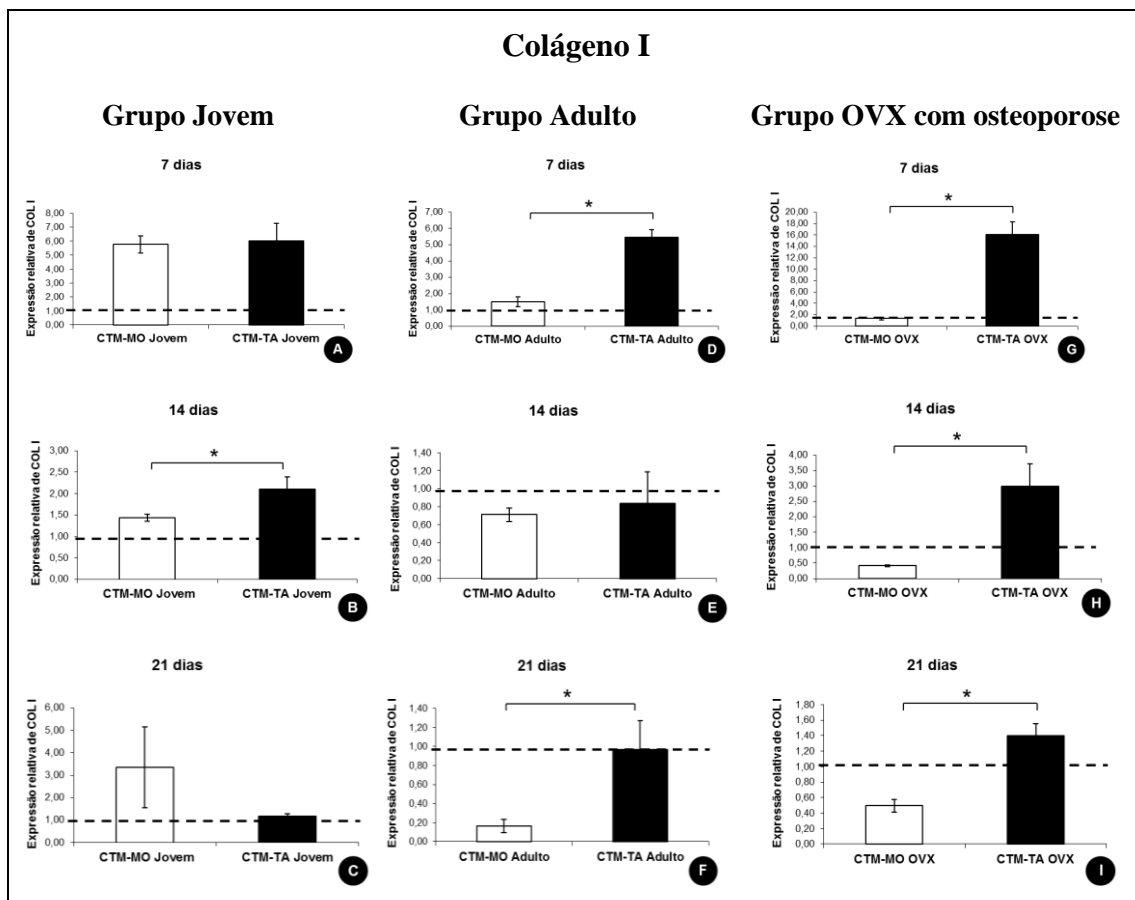 Colágeno I
Grupo Jovem
Grupo Adulto
Grupo OVX com osteoporose
7 dias
Expressão relativa de COL I
8,00
7,00
6,00
5,00
4,00
3,00
2,00
1,00
0,00
CTM-MO Jovem
CTM-TA Jovem
A
7 dias
Expressão relativa de COL I
7,00
6,00
5,00
4,00
3,00
2,00
1,00
0,00
*
CTM-MO Adulto
CTM-TA Adulto
D
7 dias
Expressão relativa de COL I
20,00
18,00
16,00
14,00
12,00
10,00
8,00
6,00
4,00
2,00
0,00
*
CTM-MO OVX
CTM-TA OVX
G
14 dias
Expressão relativa de COL I
3,00
2,50
2,00
1,50
1,00
0,50
0,00
*
CTM-MO Jovem
CTM-TA Jovem
B
14 dias
Expressão relativa de COL I
1,40
1,20
1,00
0,80
0,60
0,40
0,20
0,00
CTM-MO Adulto
CTM-TA Adulto
E
14 dias
Expressão relativa de COL I
4,00
3,50
3,00
2,50
2,00
1,50
1,00
0,50
0,00
*
CTM-MO OVX
CTM-TA OVX
H
21 dias
Expressão relativa de COL I
6,00
5,00
4,00
3,00
2,00
1,00
0,00
CTM-MO Jovem
CTM-TA Jovem
C
21 dias
Expressão relativa de COL I
1,40
1,20
1,00
0,80
0,60
0,40
0,20
0,00
*
CTM-MO Adulto
CTM-TA Adulto
F
21 dias
Expressão relativa de COL I
1,80
1,60
1,40
1,20
1,00
0,80
0,60
0,40
0,20
0,00
*
CTM-MO OVX
CTM-TA OVX
I